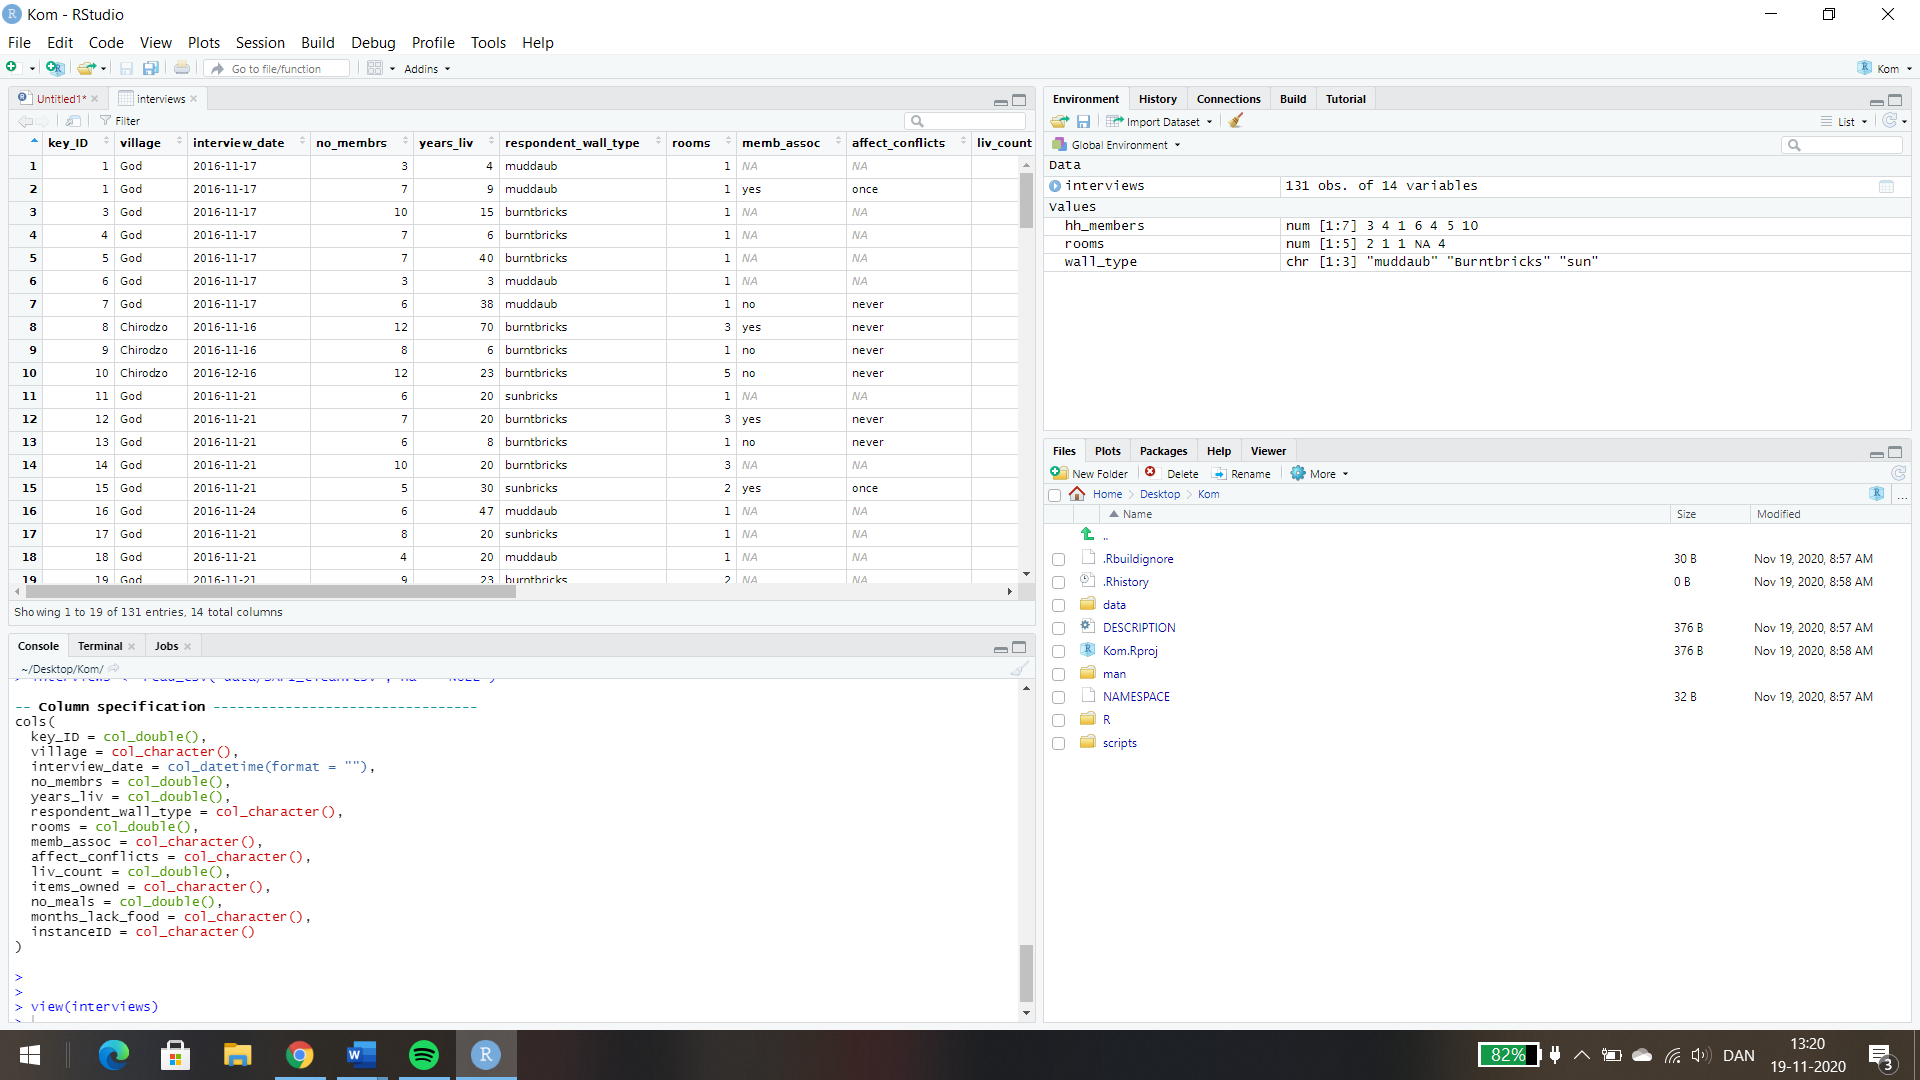 Kom - RStudio
File Edit Code View Plots Session Build Debug Profile Tools Help
Go to file/function Addins Kom
Untitled1* interviews
Filter
key_ID village interview_date no_membrs years_liv respondent_wall_type rooms memb_assoc affect_conflicts liv_count
1 1 God 2016-11-17 3 4 muddaub 1 NA NA
2 1 God 2016-11-17 7 9 muddaub 1 yes once
3 3 God 2016-11-17 10 15 burntbricks 1 NA NA
4 4 God 2016-11-17 7 6 burntbricks 1 NA NA
5 5 God 2016-11-17 7 40 burntbricks 1 NA NA
6 6 God 2016-11-17 3 3 muddaub 1 NA NA
7 7 God 2016-11-17 6 38 muddaub 1 no never
8 8 Chirodzo 2016-11-16 12 70 burntbricks 3 yes never
9 9 Chirodzo 2016-11-16 8 6 burntbricks 1 no never
10 10 Chirodzo 2016-12-16 12 23 burntbricks 5 no never
11 11 God 2016-11-21 6 20 sunbricks 1 NA NA
12 12 God 2016-11-21 7 20 burntbricks 3 yes never
13 13 God 2016-11-21 6 8 burntbricks 1 no never
14 14 God 2016-11-21 10 20 burntbricks 3 NA NA
15 15 God 2016-11-21 5 30 sunbricks 2 yes once
16 16 God 2016-11-24 6 47 muddaub 1 NA NA
17 17 God 2016-11-21 8 20 sunbricks 1 NA NA
18 18 God 2016-11-21 4 20 muddaub 1 NA NA
19 19 God 2016-11-21 9 23 burntbricks 2 NA NA
Showing 1 to 19 of 131 entries, 14 total columns
Console Terminal Jobs
~/Desktop/Kom/
-- Column specification ---------------------------------
cols(
key_ID = col_double(),
village = col_character(),
interview_date = col_datetime(format = ""),
no_membrs = col_double(),
years_liv = col_double(),
respondent_wall_type = col_character(),
rooms = col_double(),
memb_assoc = col_character(),
affect_conflicts = col_character(),
liv_count = col_double(),
items_owned = col_character(),
no_meals = col_double(),
months_lack_food = col_character(),
instanceID = col_character()
)
>
>
> view(interviews)
>
Environment History Connections Build Tutorial
Import Dataset List
Global Environment
Data
interviews 131 obs. of 14 variables
Values
hh_members num [1:7] 3 4 1 6 4 5 10
rooms num [1:5] 2 1 1 NA 4
wall_type chr [1:3] "muddaub" "Burntbricks" "sun"
Files Plots Packages Help Viewer
New Folder Delete Rename More
Home Desktop Kom ...
Name Size Modified
..
.Rbuildignore 30 B Nov 19, 2020, 8:57 AM
.Rhistory 0 B Nov 19, 2020, 8:58 AM
data
DESCRIPTION 376 B Nov 19, 2020, 8:57 AM
Kom.Rproj 376 B Nov 19, 2020, 8:58 AM
man
NAMESPACE 32 B Nov 19, 2020, 8:57 AM
R
scripts
82% DAN 13:20
19-11-2020 3